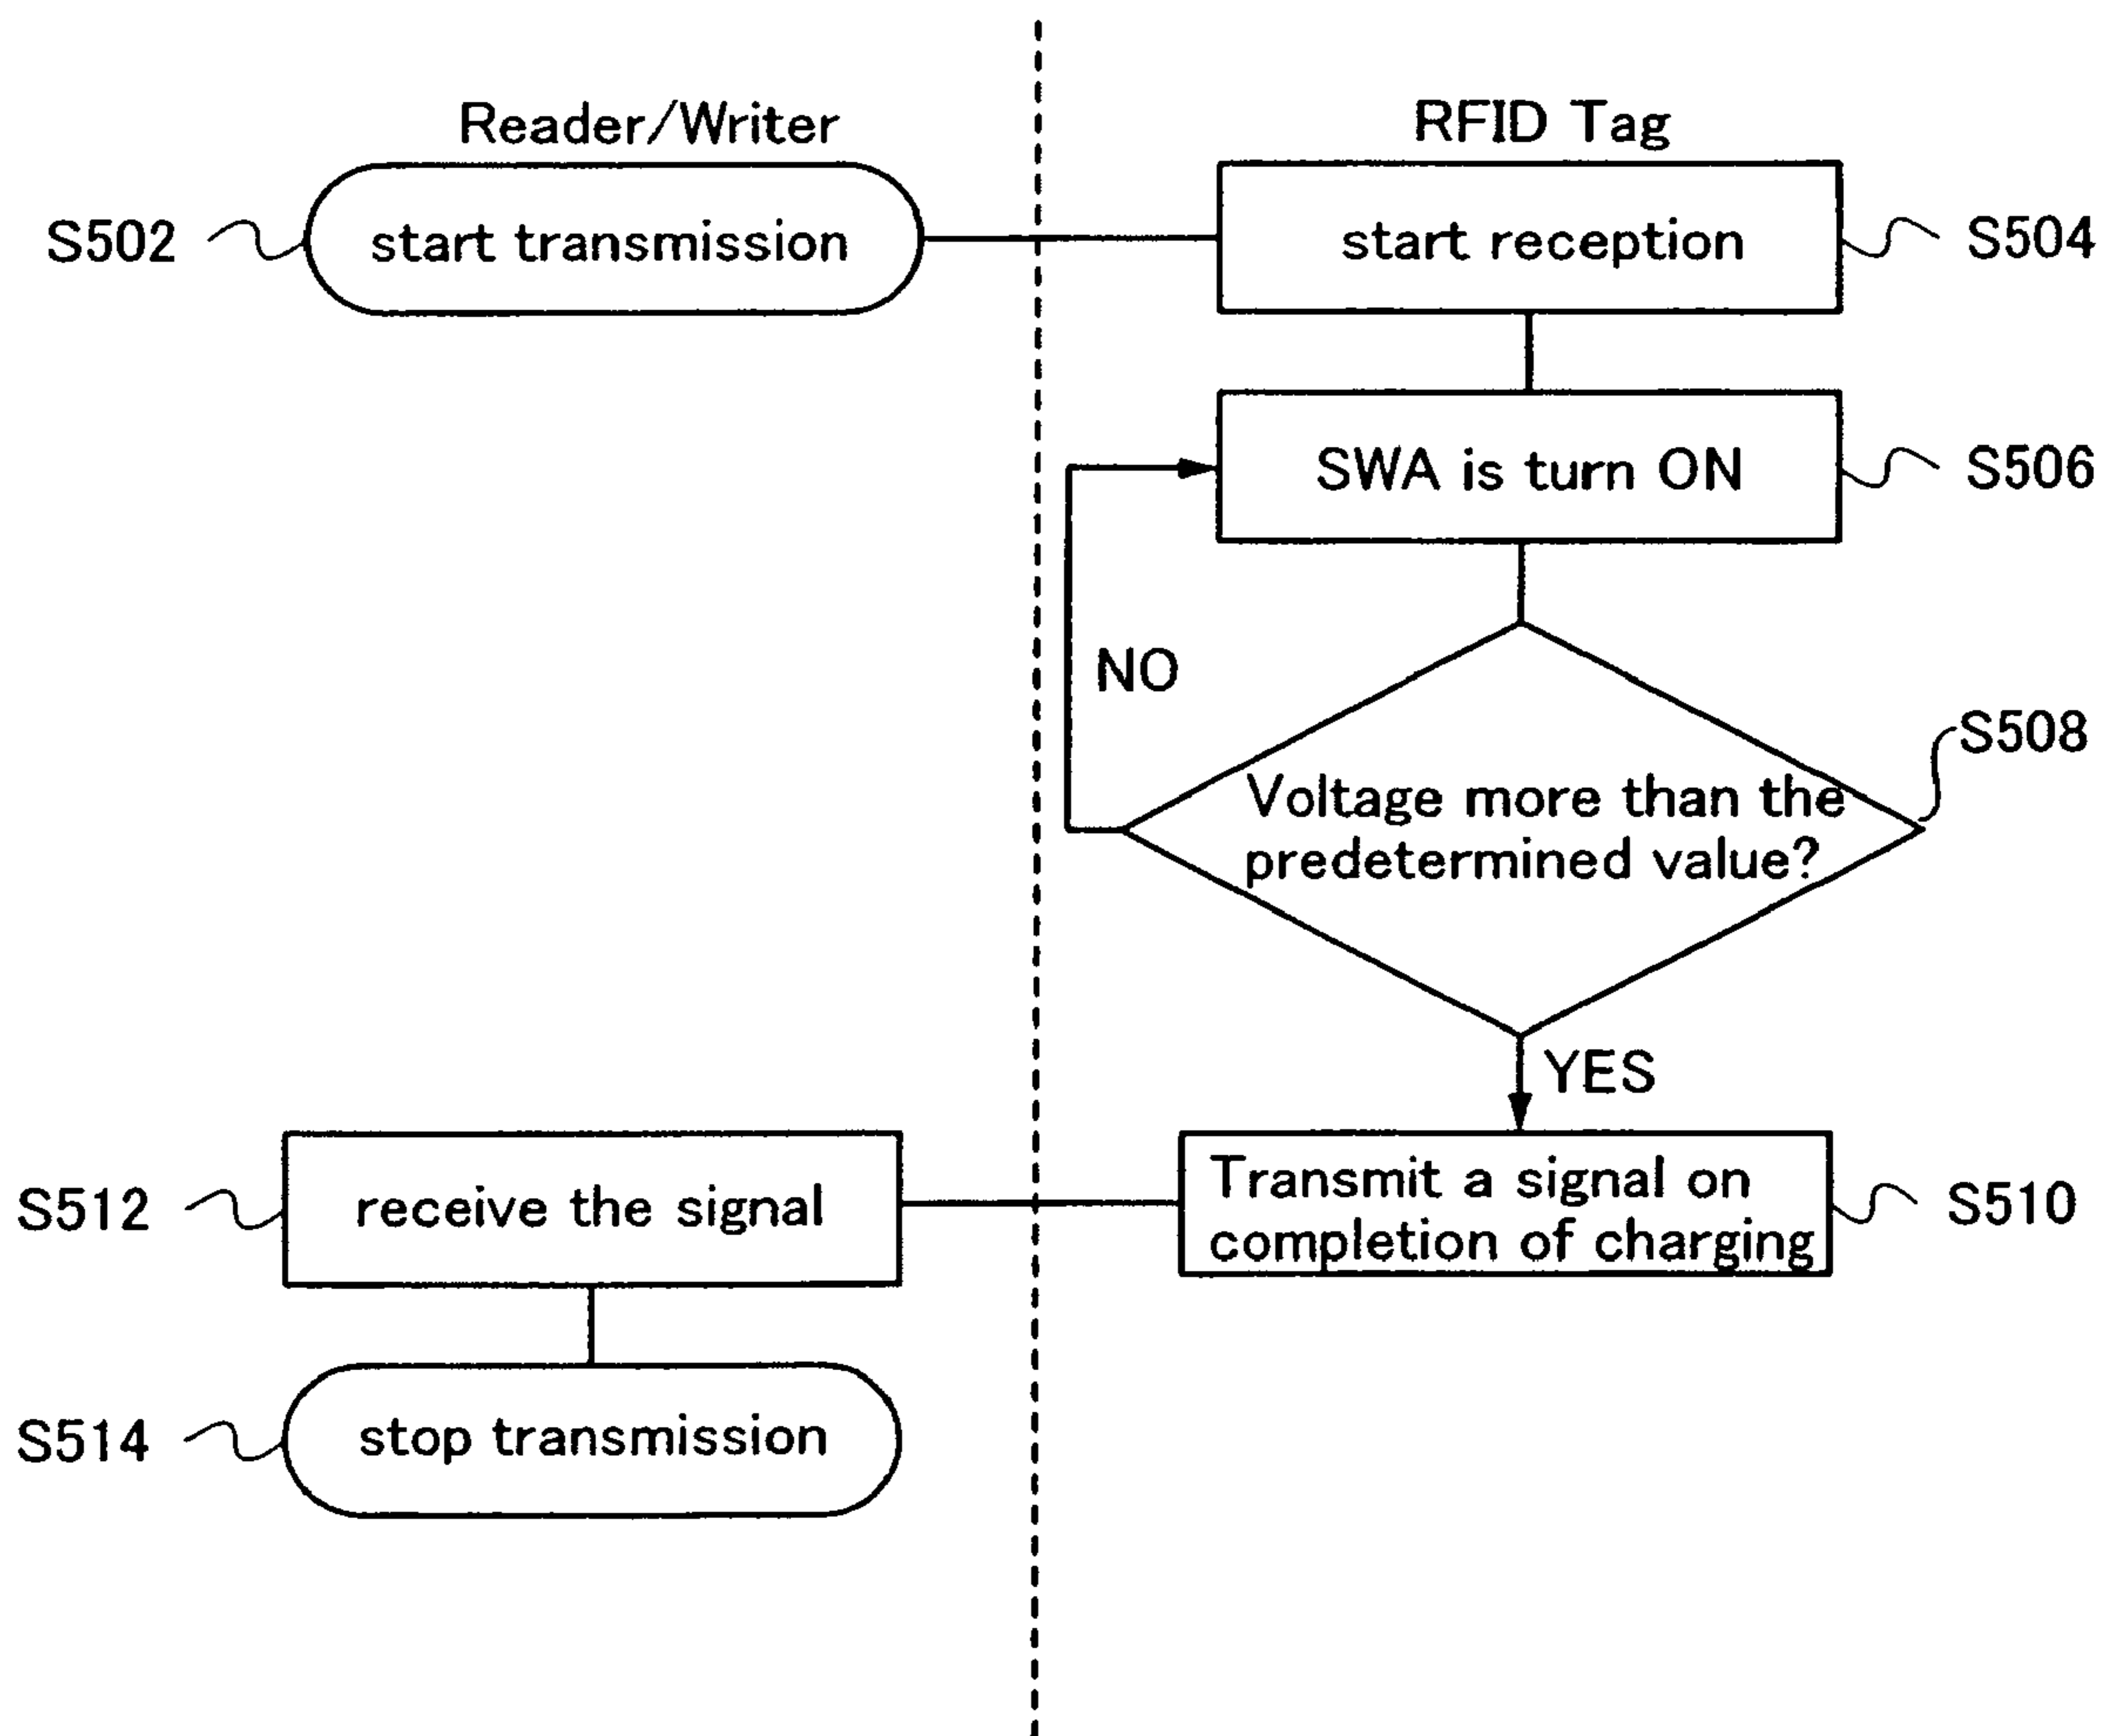 Reader/Writer
RFID Tag
S502
start transmission
start reception
S504
SWA is turn ON
S506
NO
S508
Voltage more than the
predetermined value?
YES
S512
receive the signal
Transmit a signal on
completion of charging
S510
S514
stop transmission